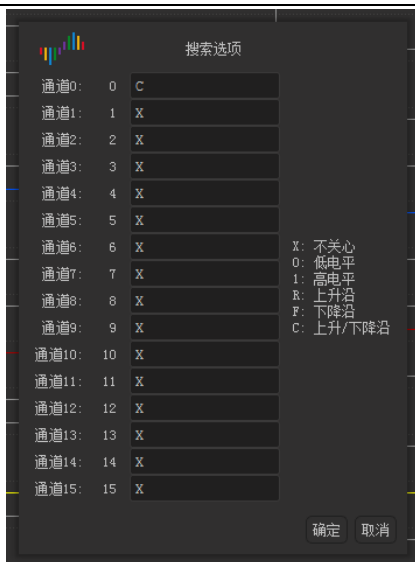 搜索选项
通道0: 0 C
通道1: 1 X
通道2: 2 X
通道3: 3 X
通道4: 4 X
通道5: 5 X
通道6: 6 X
通道7: 7 X
通道8: 8 X
通道9: 9 X
通道10: 10 X
通道11: 11 X
通道12: 12 X
通道13: 13 X
通道14: 14 X
通道15: 15 X
X: 不关心
0: 低电平
1: 高电平
R: 上升沿
F: 下降沿
C: 上升/下降沿
确定 取消